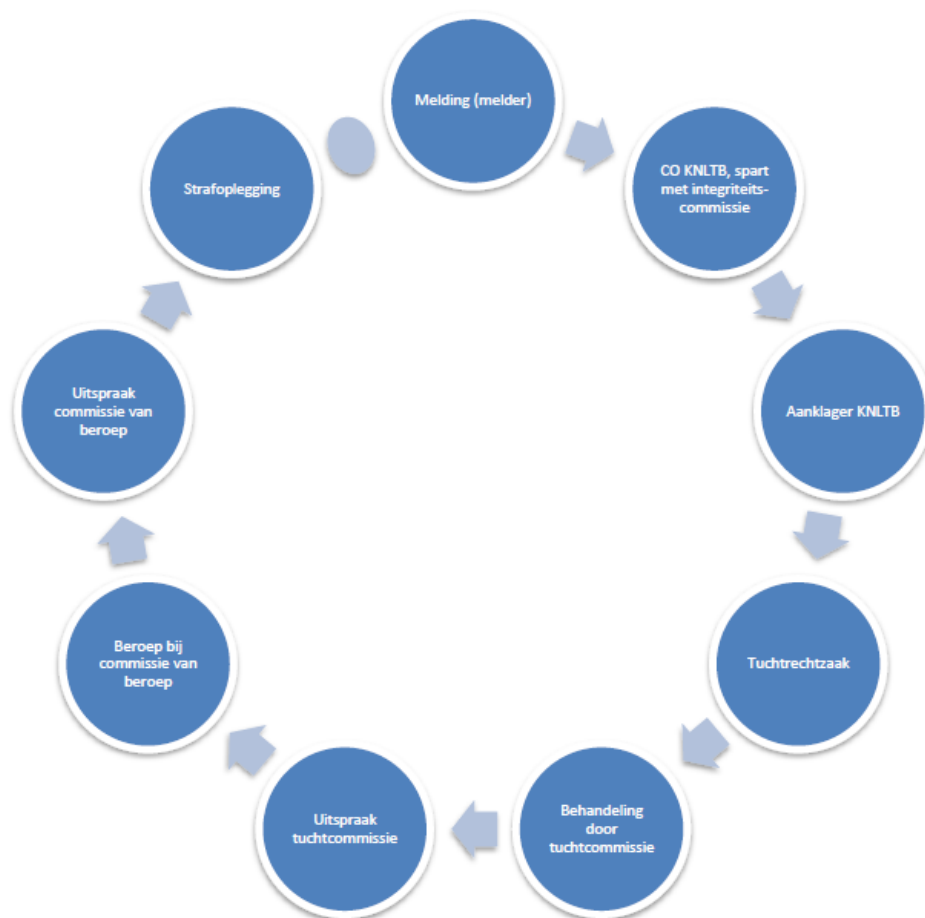 Melding (melder)
CO KNLTB, spart
met integriteits-
commissie
Aanklager KNLTB
Tuchtrechtzaak
Behandeling
door
tuchtcommissie
Uitspraak
tuchtcommissie
Beroep bij
commissie van
beroep
Uitspraak
commissie van
beroep
Strafoplegging